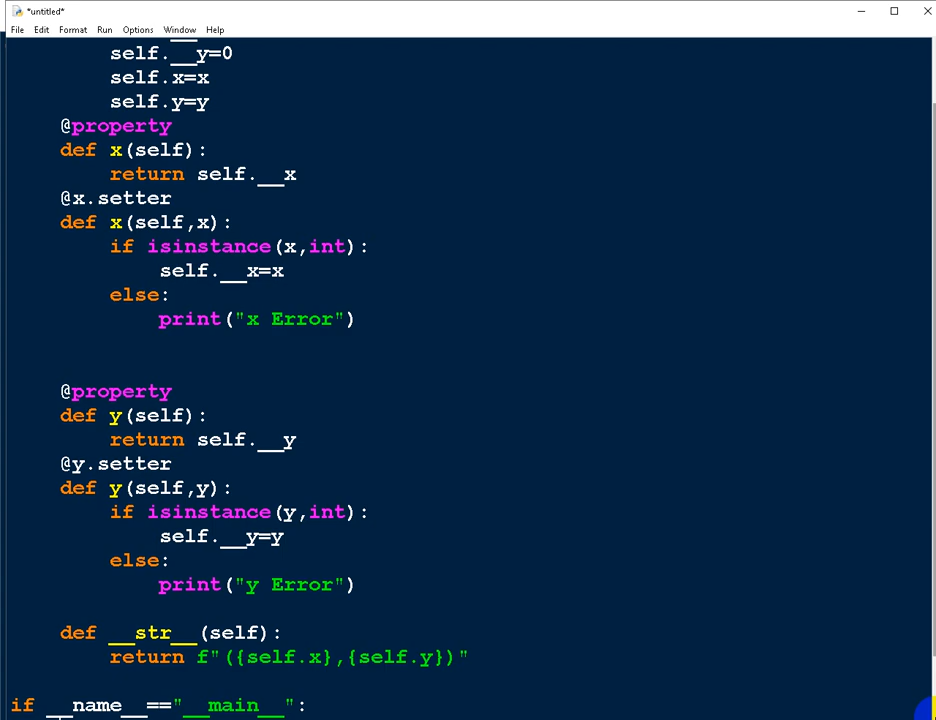 *untitled*
File Edit Format Run Options Window Help
        self.__y=0
        self.x=x
        self.y=y
    @property
    def x(self):
        return self.__x
    @x.setter
    def x(self,x):
        if isinstance(x,int):
            self.__x=x
        else:
            print("x Error")
    @property
    def y(self):
        return self.__y
    @y.setter
    def y(self,y):
        if isinstance(y,int):
            self.__y=y
        else:
            print("y Error")
    def __str__(self):
        return f"({self.x},{self.y})"
if __name__=="__main__":